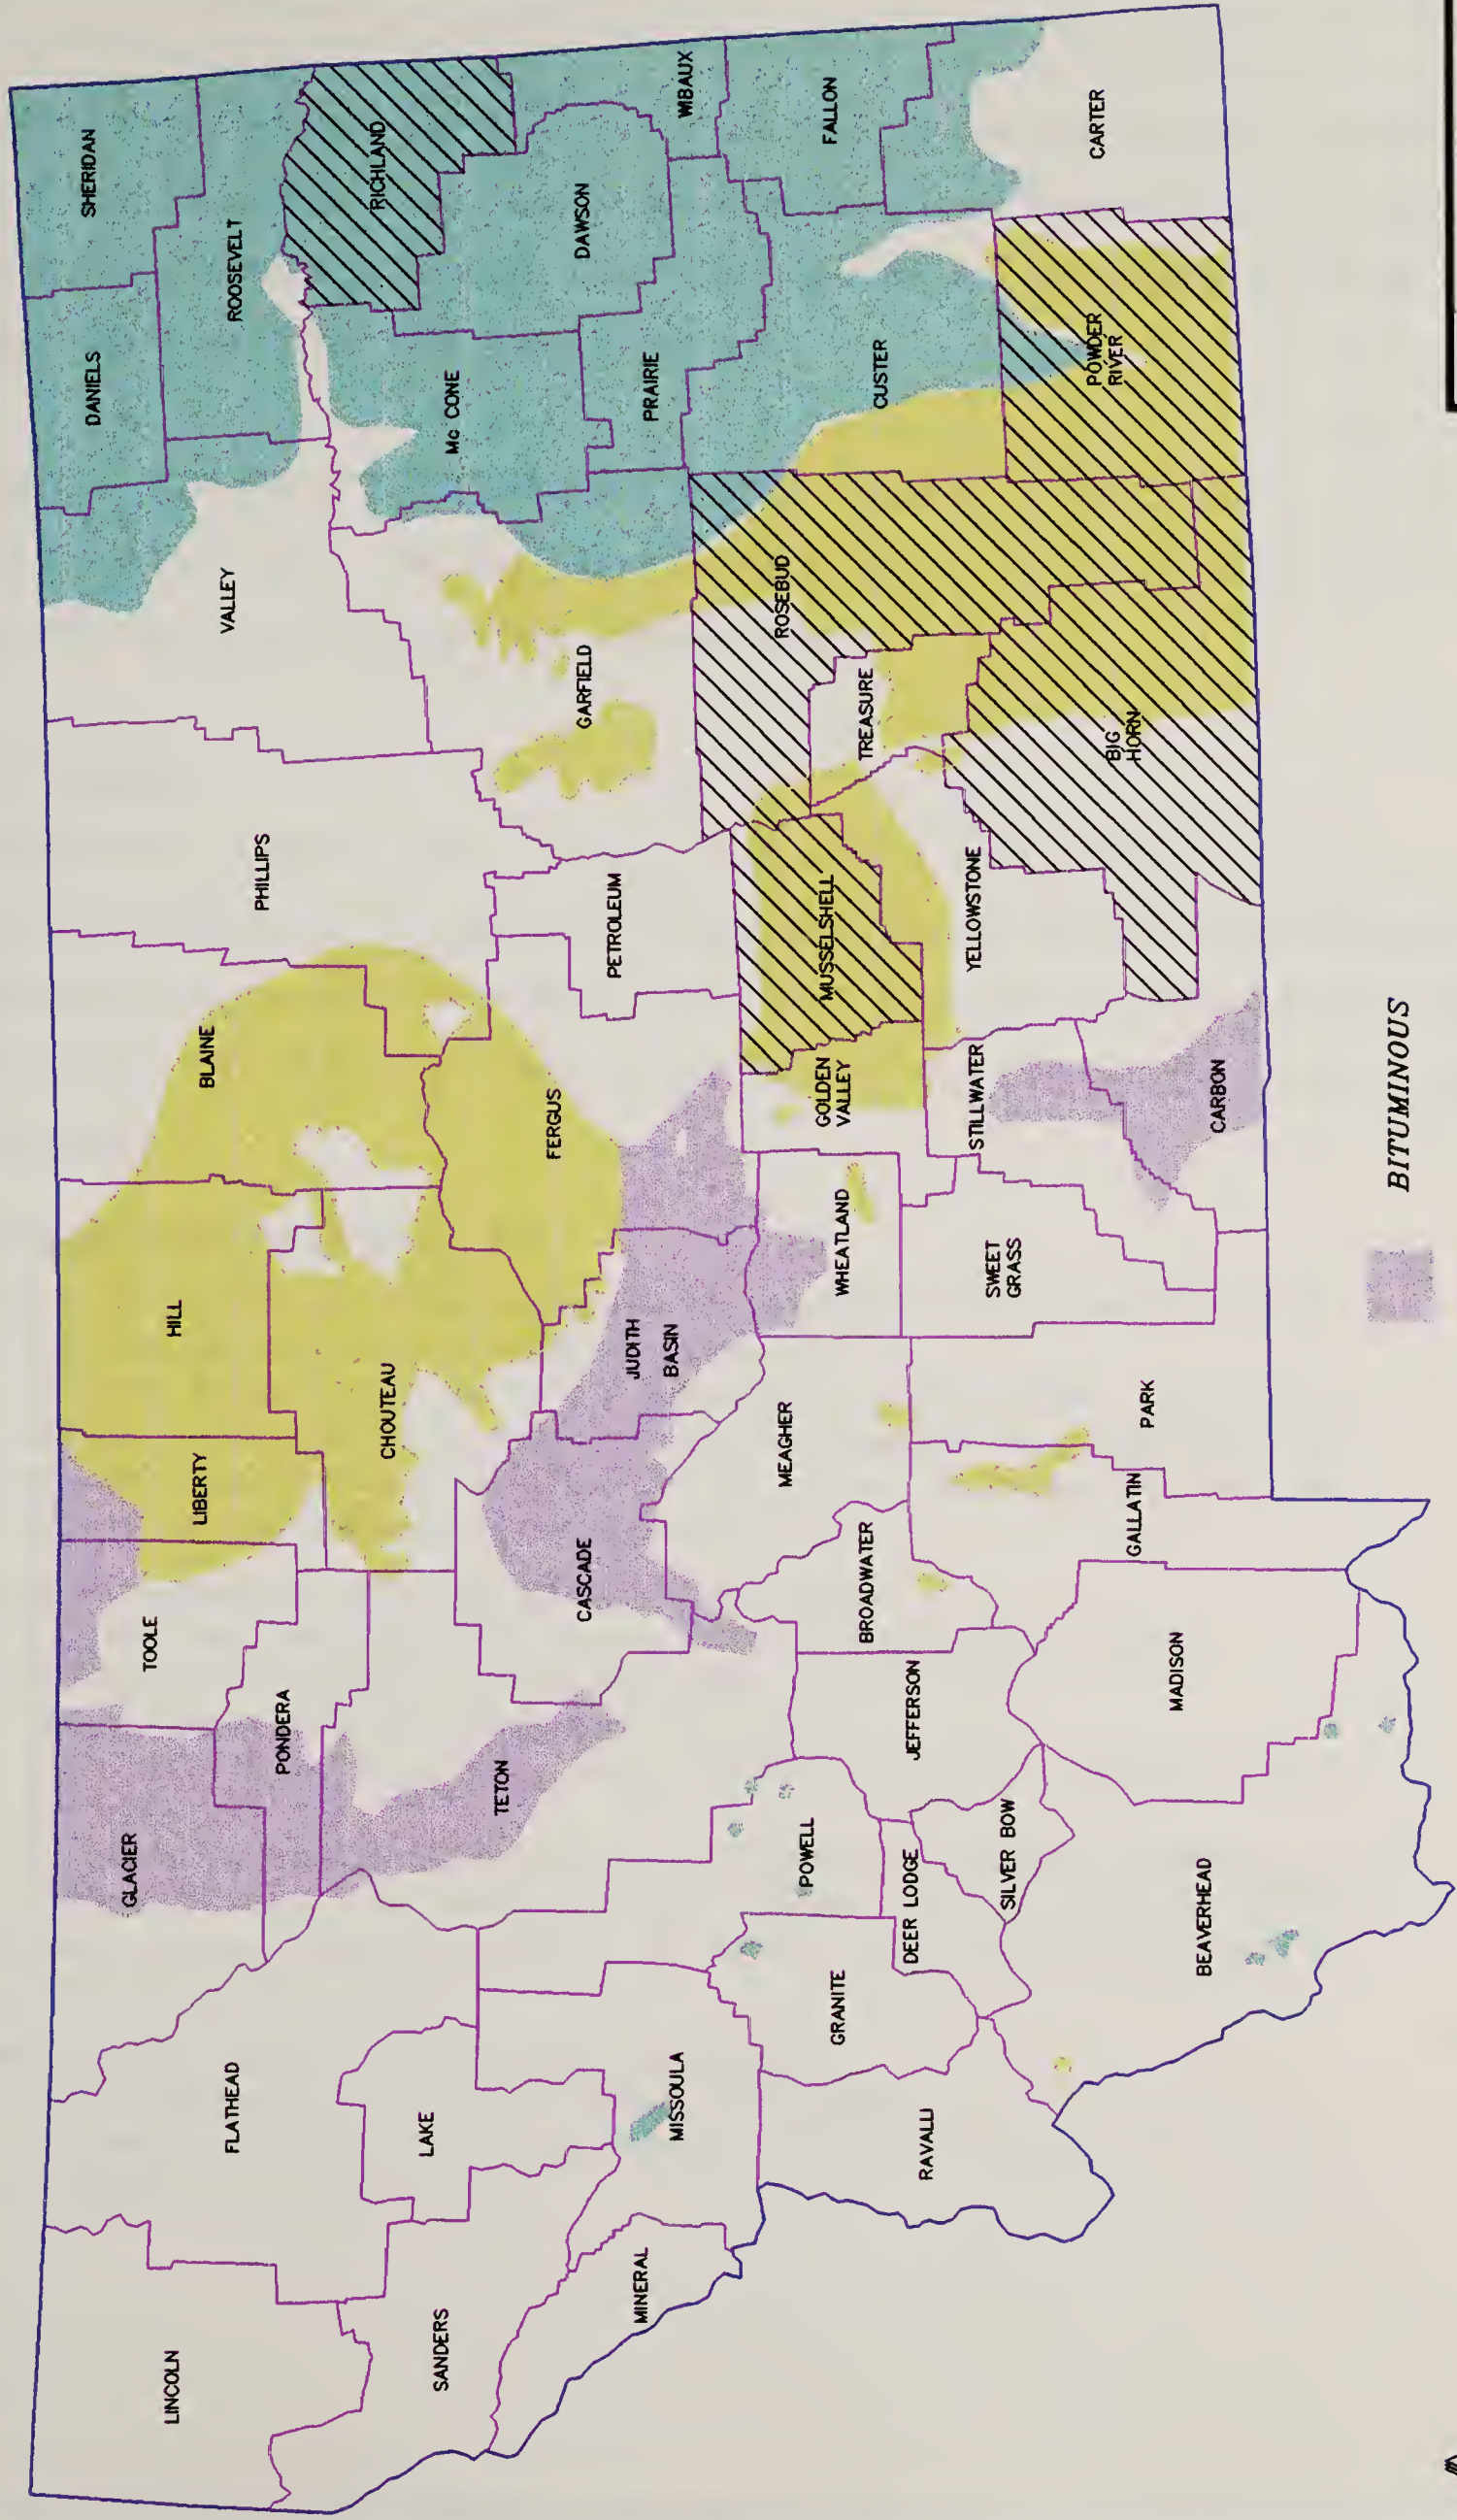 LINCOLN
FLATHEAD
GLACIER
TOOLE
LIBERTY
HILL
BLAINE
PHILLIPS
VALLEY
DANIELS
SHERIDAN
ROOSEVELT
PONDERA
CHOUTEAU
RICHLAND
SANDERS
LAKE
TETON
Mc CONE
CASCADE
FERGUS
GARFIELD
DAWSON
MINERAL
MISSOULA
JUDITH
BASIN
PETROLEUM
PRAIRIE
WIBAUX
POWELL
MEAGHER
GRANITE
BROADWATER
WHEATLAND
GOLDEN
VALLEY
MUSSELSHELL
ROSEBUD
TREASURE
CUSTER
FALLON
RAVALLI
DEER LODGE
JEFFERSON
SILVER BOW
SWEET
GRASS
STILLWATER
YELLOWSTONE
BIG
HORN
POWDER
RIVER
CARTER
BEAVERHEAD
MADISON
GALLATIN
PARK
CARBON
BITUMINOUS